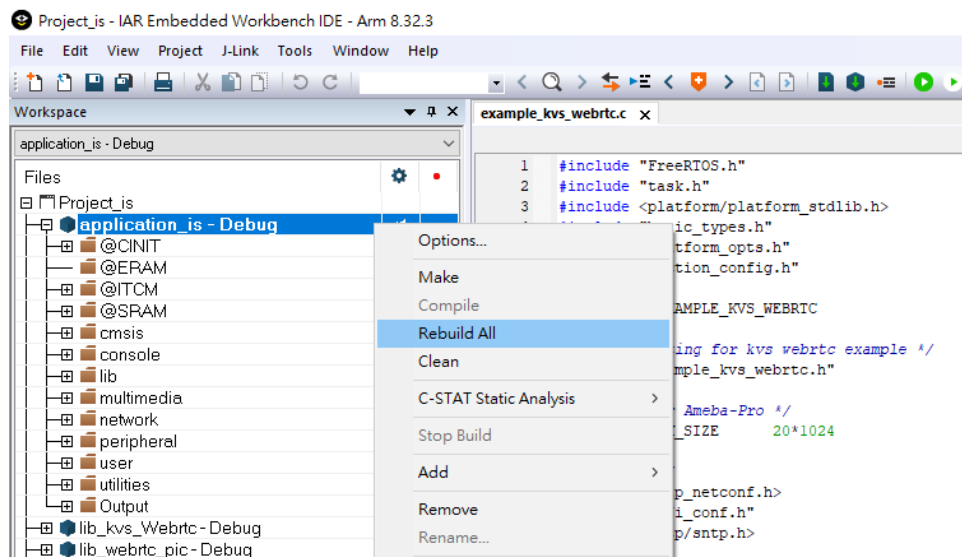 Project_is - IAR Embedded Workbench IDE - Arm 8.32.3
File Edit View Project J-Link Tools Window Help
Workspace
example_kvs_webrtc.c
application_is - Debug
Files
Project_is
application_is - Debug
@CINIT
@ERAM
@ITCM
@SRAM
cmsis
console
lib
multimedia
network
peripheral
user
utilities
Output
lib_kvs_Webrtc - Debug
lib_webrtc_pic - Debug
Options...
Make
Compile
Rebuild All
Clean
C-STAT Static Analysis
Stop Build
Add
Remove
Rename...
1 #include "FreeRTOS.h"
2 #include "task.h"
3 #include <platform/platform_stdlib.h>
ic_types.h"
tform_opts.h"
tion_config.h"
AMPLE_KVS_WEBRTC
ing for kvs webrtc example */
mple_kvs_webrtc.h"
Ameba-Pro */
_SIZE 20*1024
p_netconf.h>
i_conf.h"
p/sntp.h>